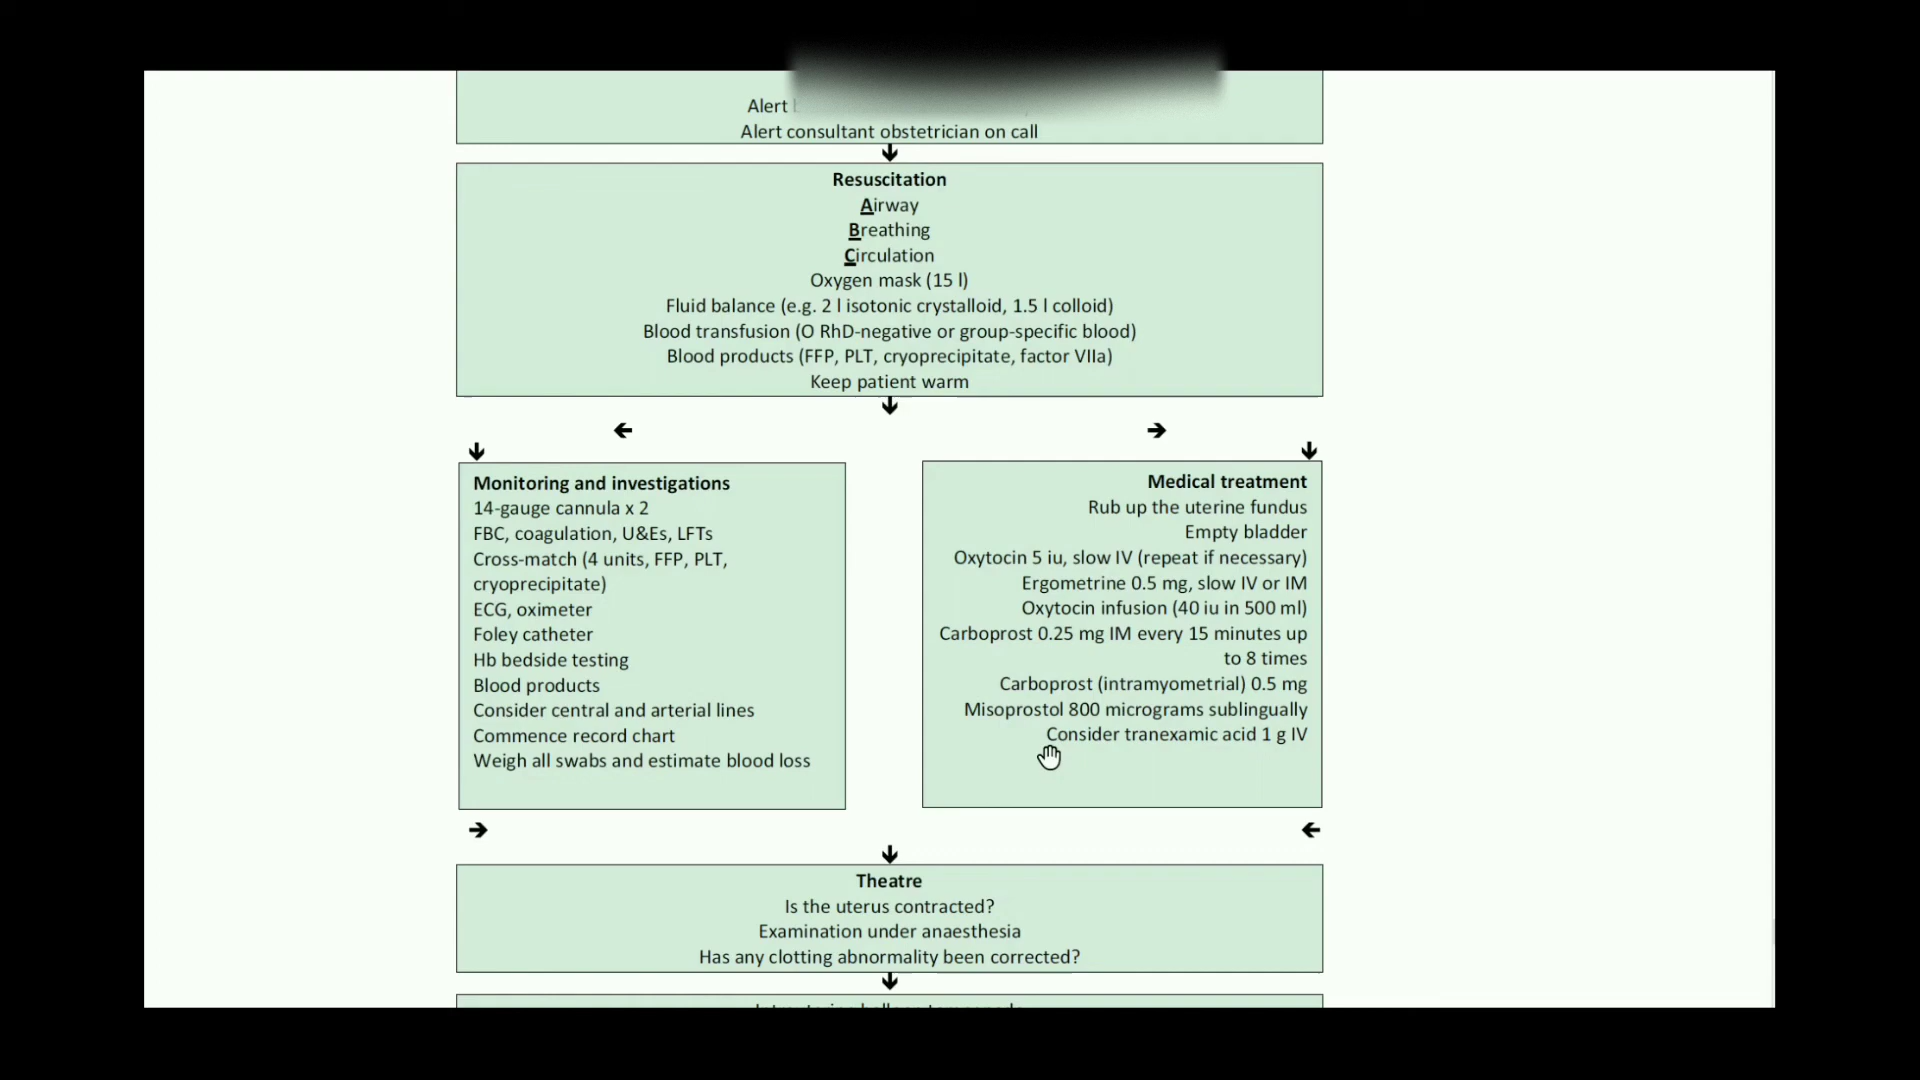 Alert
Alert consultant obstetrician on call
Resuscitation
Airway
Breathing
Circulation
Oxygen mask (15 l)
Fluid balance (e.g. 2 l isotonic crystalloid, 1.5 l colloid)
Blood transfusion (O RhD-negative or group-specific blood)
Blood products (FFP, PLT, cryoprecipitate, factor VIIa)
Keep patient warm
Monitoring and investigations
14-gauge cannula x 2
FBC, coagulation, U&Es, LFTs
Cross-match (4 units, FFP, PLT,
cryoprecipitate)
ECG, oximeter
Foley catheter
Hb bedside testing
Blood products
Consider central and arterial lines
Commence record chart
Weigh all swabs and estimate blood loss
Medical treatment
Rub up the uterine fundus
Empty bladder
Oxytocin 5 iu, slow IV (repeat if necessary)
Ergometrine 0.5 mg, slow IV or IM
Oxytocin infusion (40 iu in 500 ml)
Carboprost 0.25 mg IM every 15 minutes up
to 8 times
Carboprost (intramyometrial) 0.5 mg
Misoprostol 800 micrograms sublingually
Consider tranexamic acid 1 g IV
Theatre
Is the uterus contracted?
Examination under anaesthesia
Has any clotting abnormality been corrected?